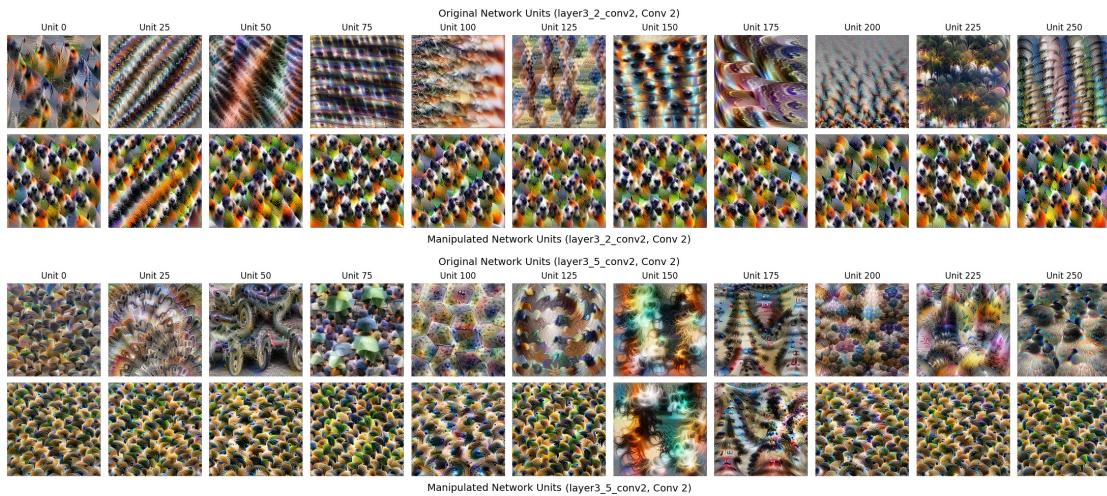 Original Network Units (layer3_2_conv2, Conv 2)
Unit 0 Unit 25 Unit 50 Unit 75 Unit 100 Unit 125 Unit 150 Unit 175 Unit 200 Unit 225 Unit 250
Manipulated Network Units (layer3_2_conv2, Conv 2)
Original Network Units (layer3_5_conv2, Conv 2)
Unit 0 Unit 25 Unit 50 Unit 75 Unit 100 Unit 125 Unit 150 Unit 175 Unit 200 Unit 225 Unit 250
Manipulated Network Units (layer3_5_conv2, Conv 2)